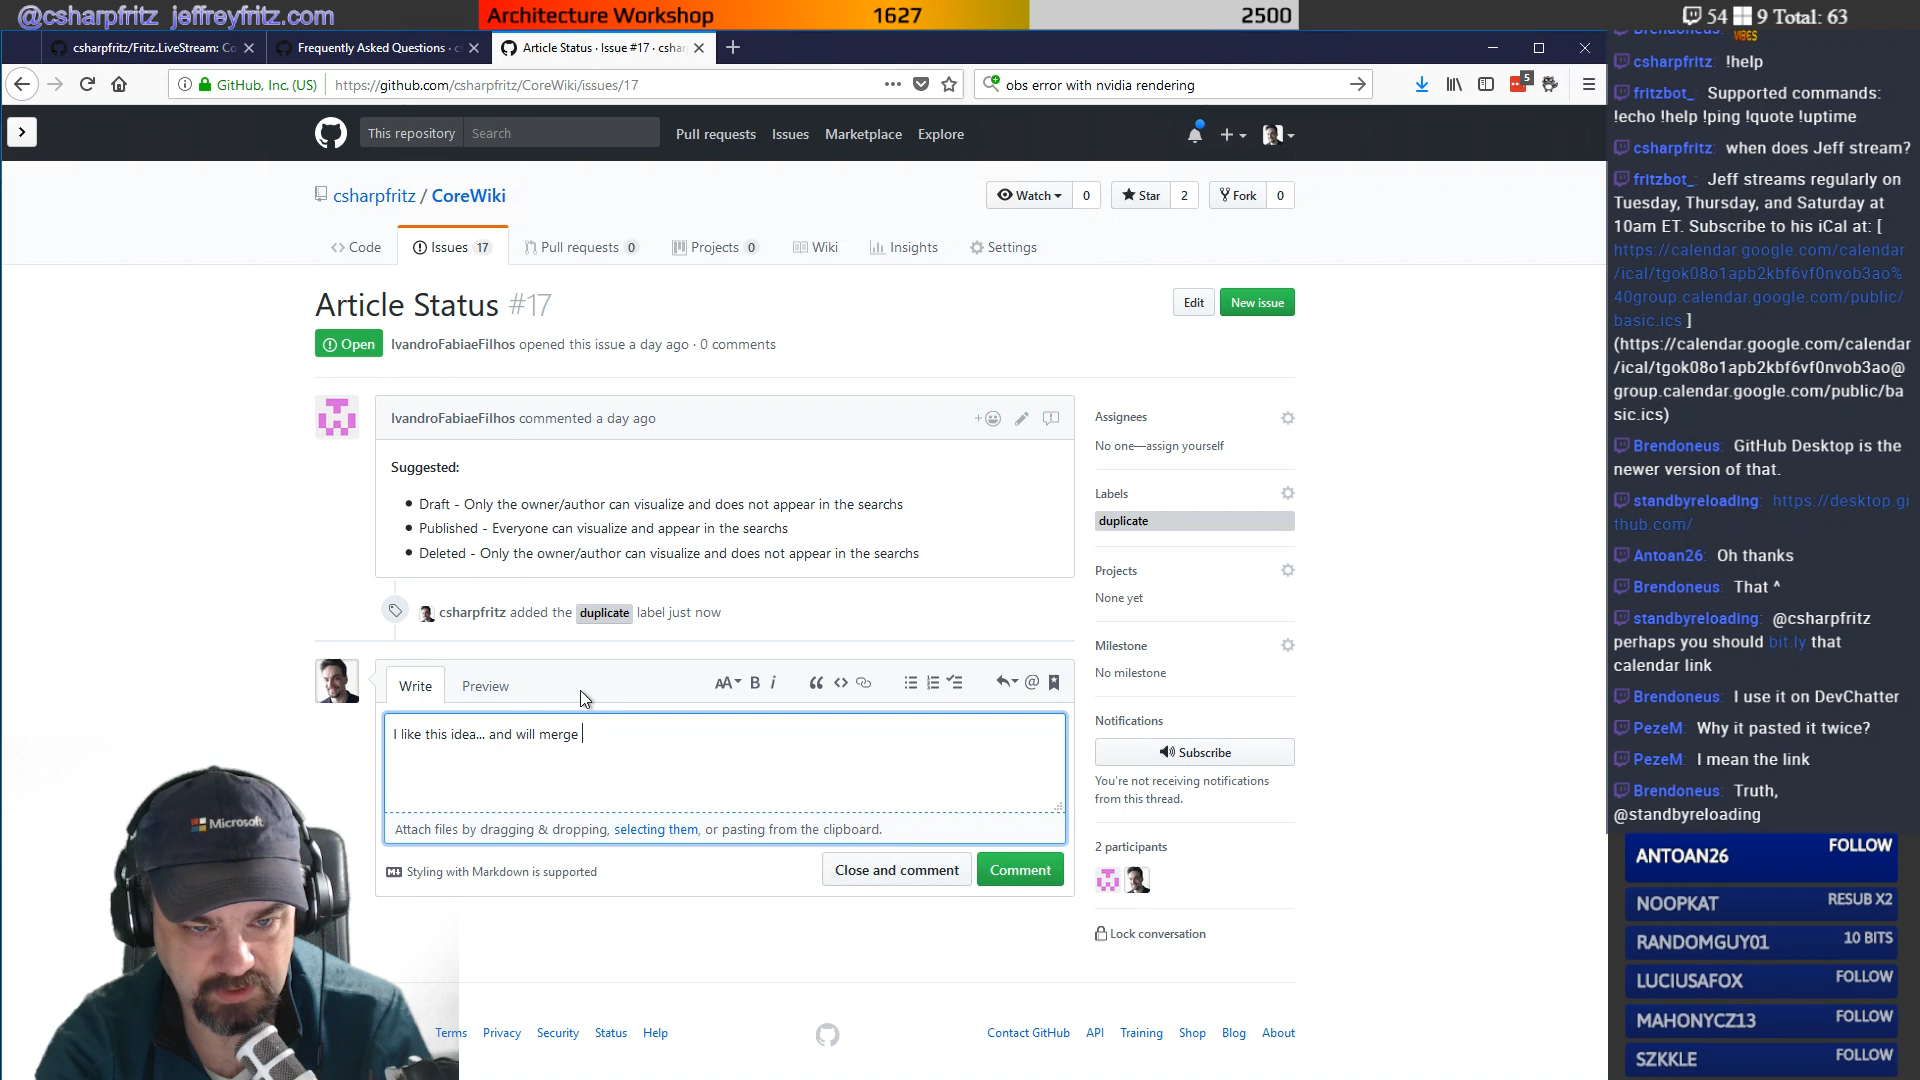 @csharpfritz jeffreyfritz.com
Architecture Workshop 1627 2500
54 9 Total: 63
csharpfritz/Fritz.LiveStream: Co
Frequently Asked Questions · c
Article Status · Issue #17 · cshar
GitHub, Inc. (US) https://github.com/csharpfritz/CoreWiki/issues/17
obs error with nvidia rendering
5
This repository Search
Pull requests Issues Marketplace Explore
csharpfritz / CoreWiki
Watch 0 Star 2 Fork 0
Code Issues 17 Pull requests 0 Projects 0 Wiki Insights Settings
Article Status #17
Edit New issue
Open IvandroFabiaeFilhos opened this issue a day ago · 0 comments
IvandroFabiaeFilhos commented a day ago
Suggested:
Draft - Only the owner/author can visualize and does not appear in the searchs
Published - Everyone can visualize and appear in the searchs
Deleted - Only the owner/author can visualize and does not appear in the searchs
csharpfritz added the duplicate label just now
Write Preview
AA B i
I like this idea... and will merge
Attach files by dragging & dropping, selecting them, or pasting from the clipboard.
Styling with Markdown is supported
Close and comment Comment
Assignees
No one—assign yourself
Labels
duplicate
Projects
None yet
Milestone
No milestone
Notifications
Subscribe
You're not receiving notifications
from this thread.
2 participants
Lock conversation
Terms Privacy Security Status Help
Contact GitHub API Training Shop Blog About
Microsoft
Brendoneus: VIBES
csharpfritz: !help
fritzbot_: Supported commands:
!echo !help !ping !quote !uptime
csharpfritz: when does Jeff stream?
fritzbot_: Jeff streams regularly on
Tuesday, Thursday, and Saturday at
10am ET. Subscribe to his iCal at: [
https://calendar.google.com/calendar
/ical/tgok08o1apb2kbf6vf0nvob3ao%
40group.calendar.google.com/public/
basic.ics ]
(https://calendar.google.com/calendar
/ical/tgok08o1apb2kbf6vf0nvob3ao@
group.calendar.google.com/public/ba
sic.ics)
Brendoneus: GitHub Desktop is the
newer version of that.
standbyreloading: https://desktop.gi
thub.com/
Antoan26: Oh thanks
Brendoneus: That ^
standbyreloading: @csharpfritz
perhaps you should bit.ly that
calendar link
Brendoneus: I use it on DevChatter
PezeM: Why it pasted it twice?
PezeM: I mean the link
Brendoneus: Truth,
@standbyreloading
ANTOAN26 FOLLOW
NOOPKAT RESUB X2
RANDOMGUY01 10 BITS
LUCIUSAFOX FOLLOW
MAHONYCZ13 FOLLOW
SZKKLE FOLLOW